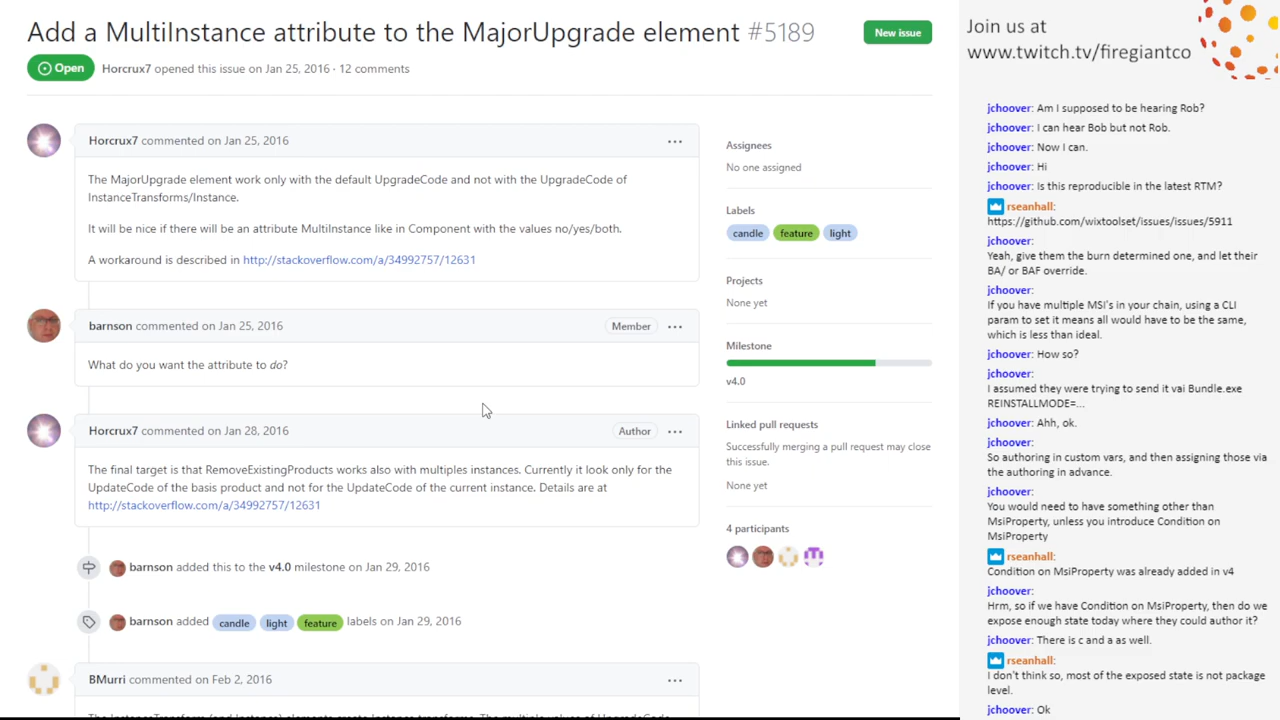 Add a MultiInstance attribute to the MajorUpgrade element #5189
New issue
Open
Horcrux7 opened this issue on Jan 25, 2016 · 12 comments
Horcrux7 commented on Jan 25, 2016
The MajorUpgrade element work only with the default UpgradeCode and not with the UpgradeCode of
InstanceTransforms/Instance.
It will be nice if there will be an attribute MultiInstance like in Component with the values no/yes/both.
A workaround is described in http://stackoverflow.com/a/34992757/12631
barnson commented on Jan 25, 2016
Member
What do you want the attribute to do?
Horcrux7 commented on Jan 28, 2016
Author
The final target is that RemoveExistingProducts works also with multiples instances. Currently it look only for the
UpdateCode of the basis product and not for the UpdateCode of the current instance. Details are at
http://stackoverflow.com/a/34992757/12631
barnson added this to the v4.0 milestone on Jan 29, 2016
barnson added candle light feature labels on Jan 29, 2016
BMurri commented on Feb 2, 2016
The InstanceTransform (and Instance) elements create Instance transforms. The multiple values of UpgradeCode
Assignees
No one assigned
Labels
candle feature light
Projects
None yet
Milestone
v4.0
Linked pull requests
Successfully merging a pull request may close
this issue.
None yet
4 participants
Join us at
www.twitch.tv/firegiantco
jchoover: Am I supposed to be hearing Rob?
jchoover: I can hear Bob but not Rob.
jchoover: Now I can.
jchoover: Hi
jchoover: Is this reproducible in the latest RTM?
rseanhall:
https://github.com/wixtoolset/issues/issues/5911
jchoover:
Yeah, give them the burn determined one, and let their
BA/ or BAF override.
jchoover:
If you have multiple MSI's in your chain, using a CLI
param to set it means all would have to be the same,
which is less than ideal.
jchoover: How so?
jchoover:
I assumed they were trying to send it vai Bundle.exe
REINSTALLMODE=...
jchoover: Ahh, ok.
jchoover:
So authoring in custom vars, and then assigning those via
the authoring in advance.
jchoover:
You would need to have something other than
MsiProperty, unless you introduce Condition on
MsiProperty
rseanhall:
Condition on MsiProperty was already added in v4
jchoover:
Hrm, so if we have Condition on MsiProperty, then do we
expose enough state today where they could author it?
jchoover: There is c and a as well.
rseanhall:
I don't think so, most of the exposed state is not package
level.
jchoover: Ok